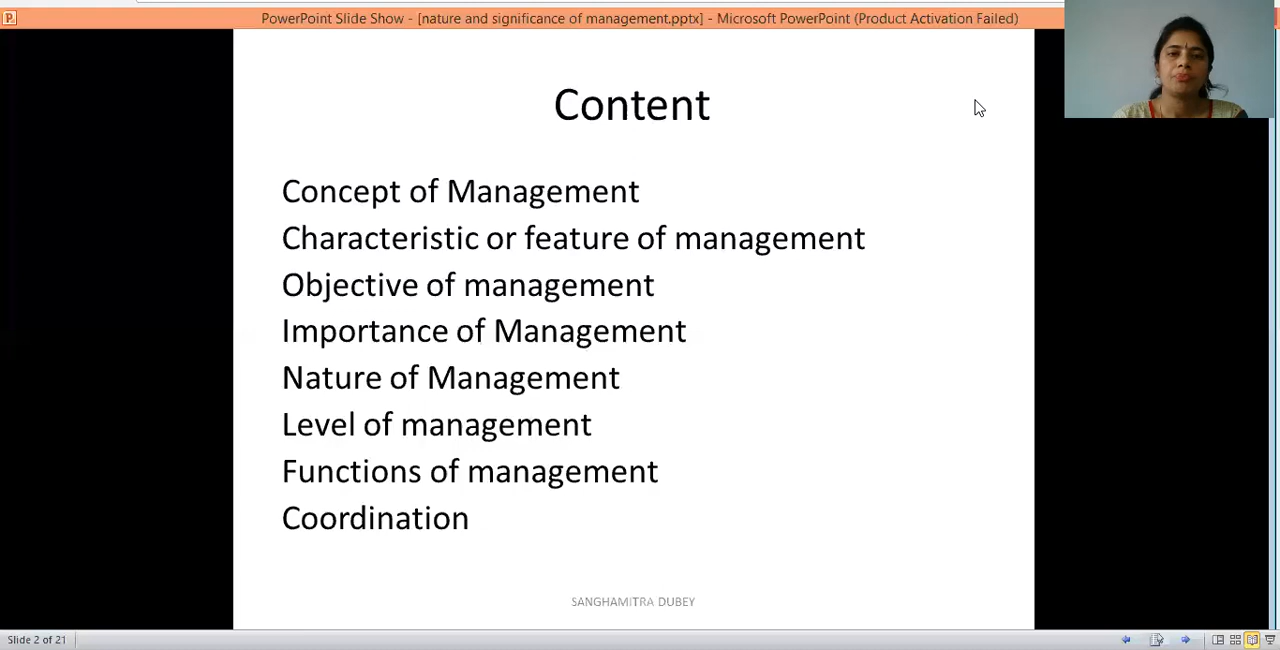 PowerPoint Slide Show - [nature and significance of management.pptx] - Microsoft PowerPoint (Product Activation Failed)
Content
Concept of Management
Characteristic or feature of management
Objective of management
Importance of Management
Nature of Management
Level of management
Functions of management
Coordination
SANGHAMITRA DUBEY
Slide 2 of 21